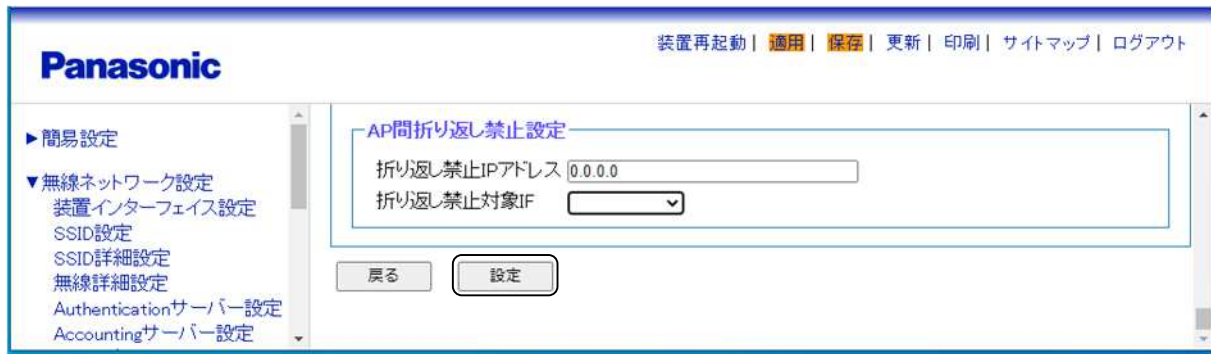 装置再起動| 適用| 保存| 更新| 印刷| サイトマップ| ログアウト
Panasonic
▶簡易設定
▼無線ネットワーク設定
装置インターフェイス設定
SSID設定
SSID詳細設定
無線詳細設定
Authenticationサーバー設定
Accountingサーバー設定
AP間折り返し禁止設定
折り返し禁止IPアドレス 0.0.0.0
折り返し禁止対象IF
戻る 設定